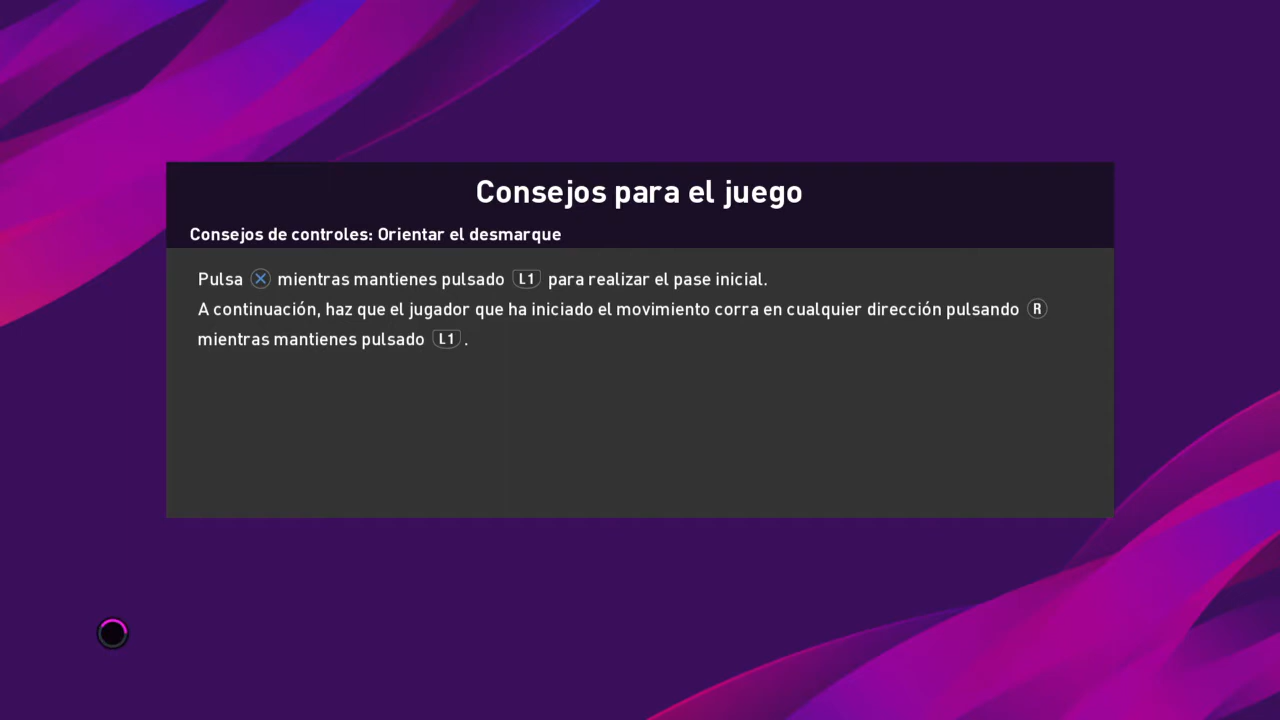 Consejos para el juego
Consejos de controles: Orientar el desmarque
Pulsa ⓧ mientras mantienes pulsado L1 para realizar el pase inicial.
A continuación, haz que el jugador que ha iniciado el movimiento corra en cualquier dirección pulsando R
mientras mantienes pulsado L1 .